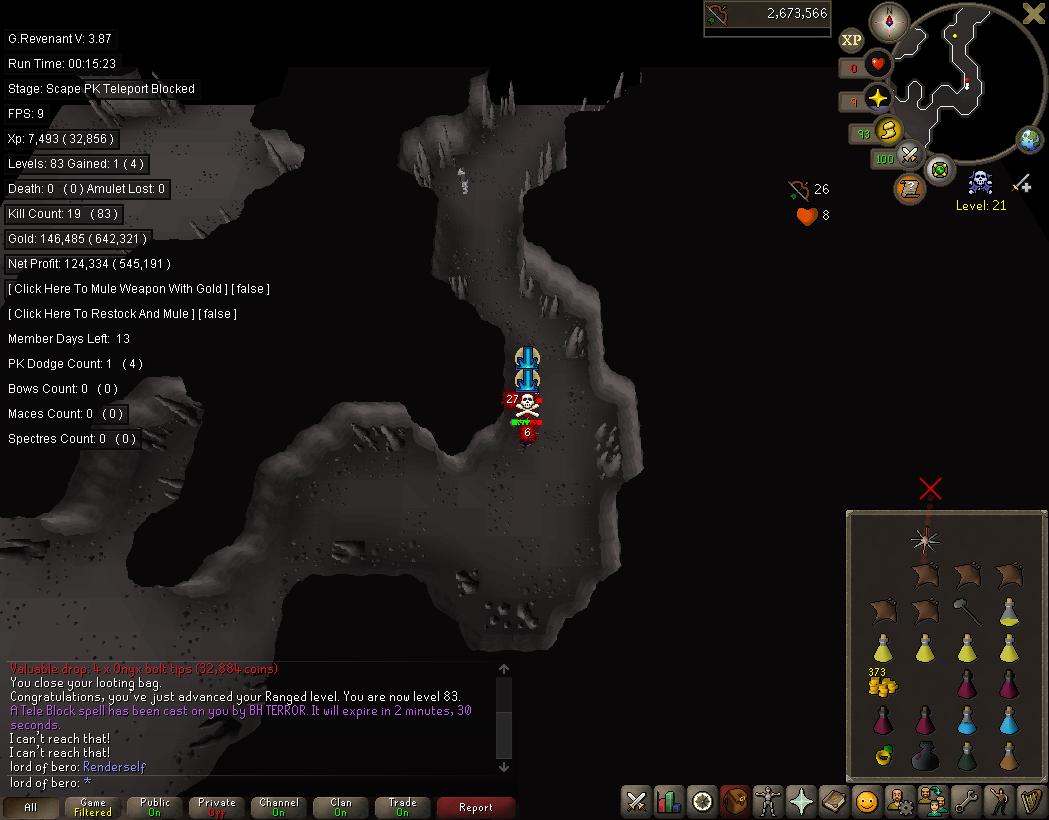 G.Revenant V: 3.87
Run Time: 00:15:23
Stage: Scape PK Teleport Blocked
FPS: 9
Xp: 7,493 ( 32,856 )
Levels: 83 Gained: 1 ( 4 )
Death: 0 ( 0 ) Amulet Lost: 0
Kill Count: 19 ( 83 )
Gold: 146,485 ( 642,321 )
Net Profit: 124,334 ( 545,191 )
[ Click Here To Mule Weapon With Gold ] [ false ]
[ Click Here To Restock And Mule ] [ false ]
Member Days Left: 13
PK Dodge Count: 1 ( 4 )
Bows Count: 0 ( 0 )
Maces Count: 0 ( 0 )
Spectres Count: 0 ( 0 )
2,673,566
XP
0
9
93
100
Level: 21
26
8
27
6
373
Valuable drop: 4 x Onyx bolt tips (32,884 coins)
You close your looting bag.
Congratulations, you've just advanced your Ranged level. You are now level 83.
A Tele Block spell has been cast on you by BH TERROR. It will expire in 2 minutes, 30
seconds.
I can't reach that!
I can't reach that!
lord of bero: Renderself
lord of bero: *
All
Game
Filtered
Public
On
Private
Off
Channel
On
Clan
On
Trade
On
Report